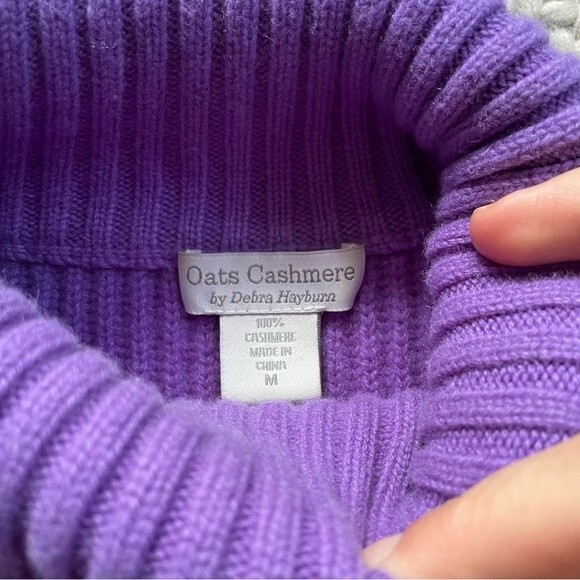 Oats Cashmere
by Debra Hayburn
100%
CASHMERE
MADE IN
CHINA
M